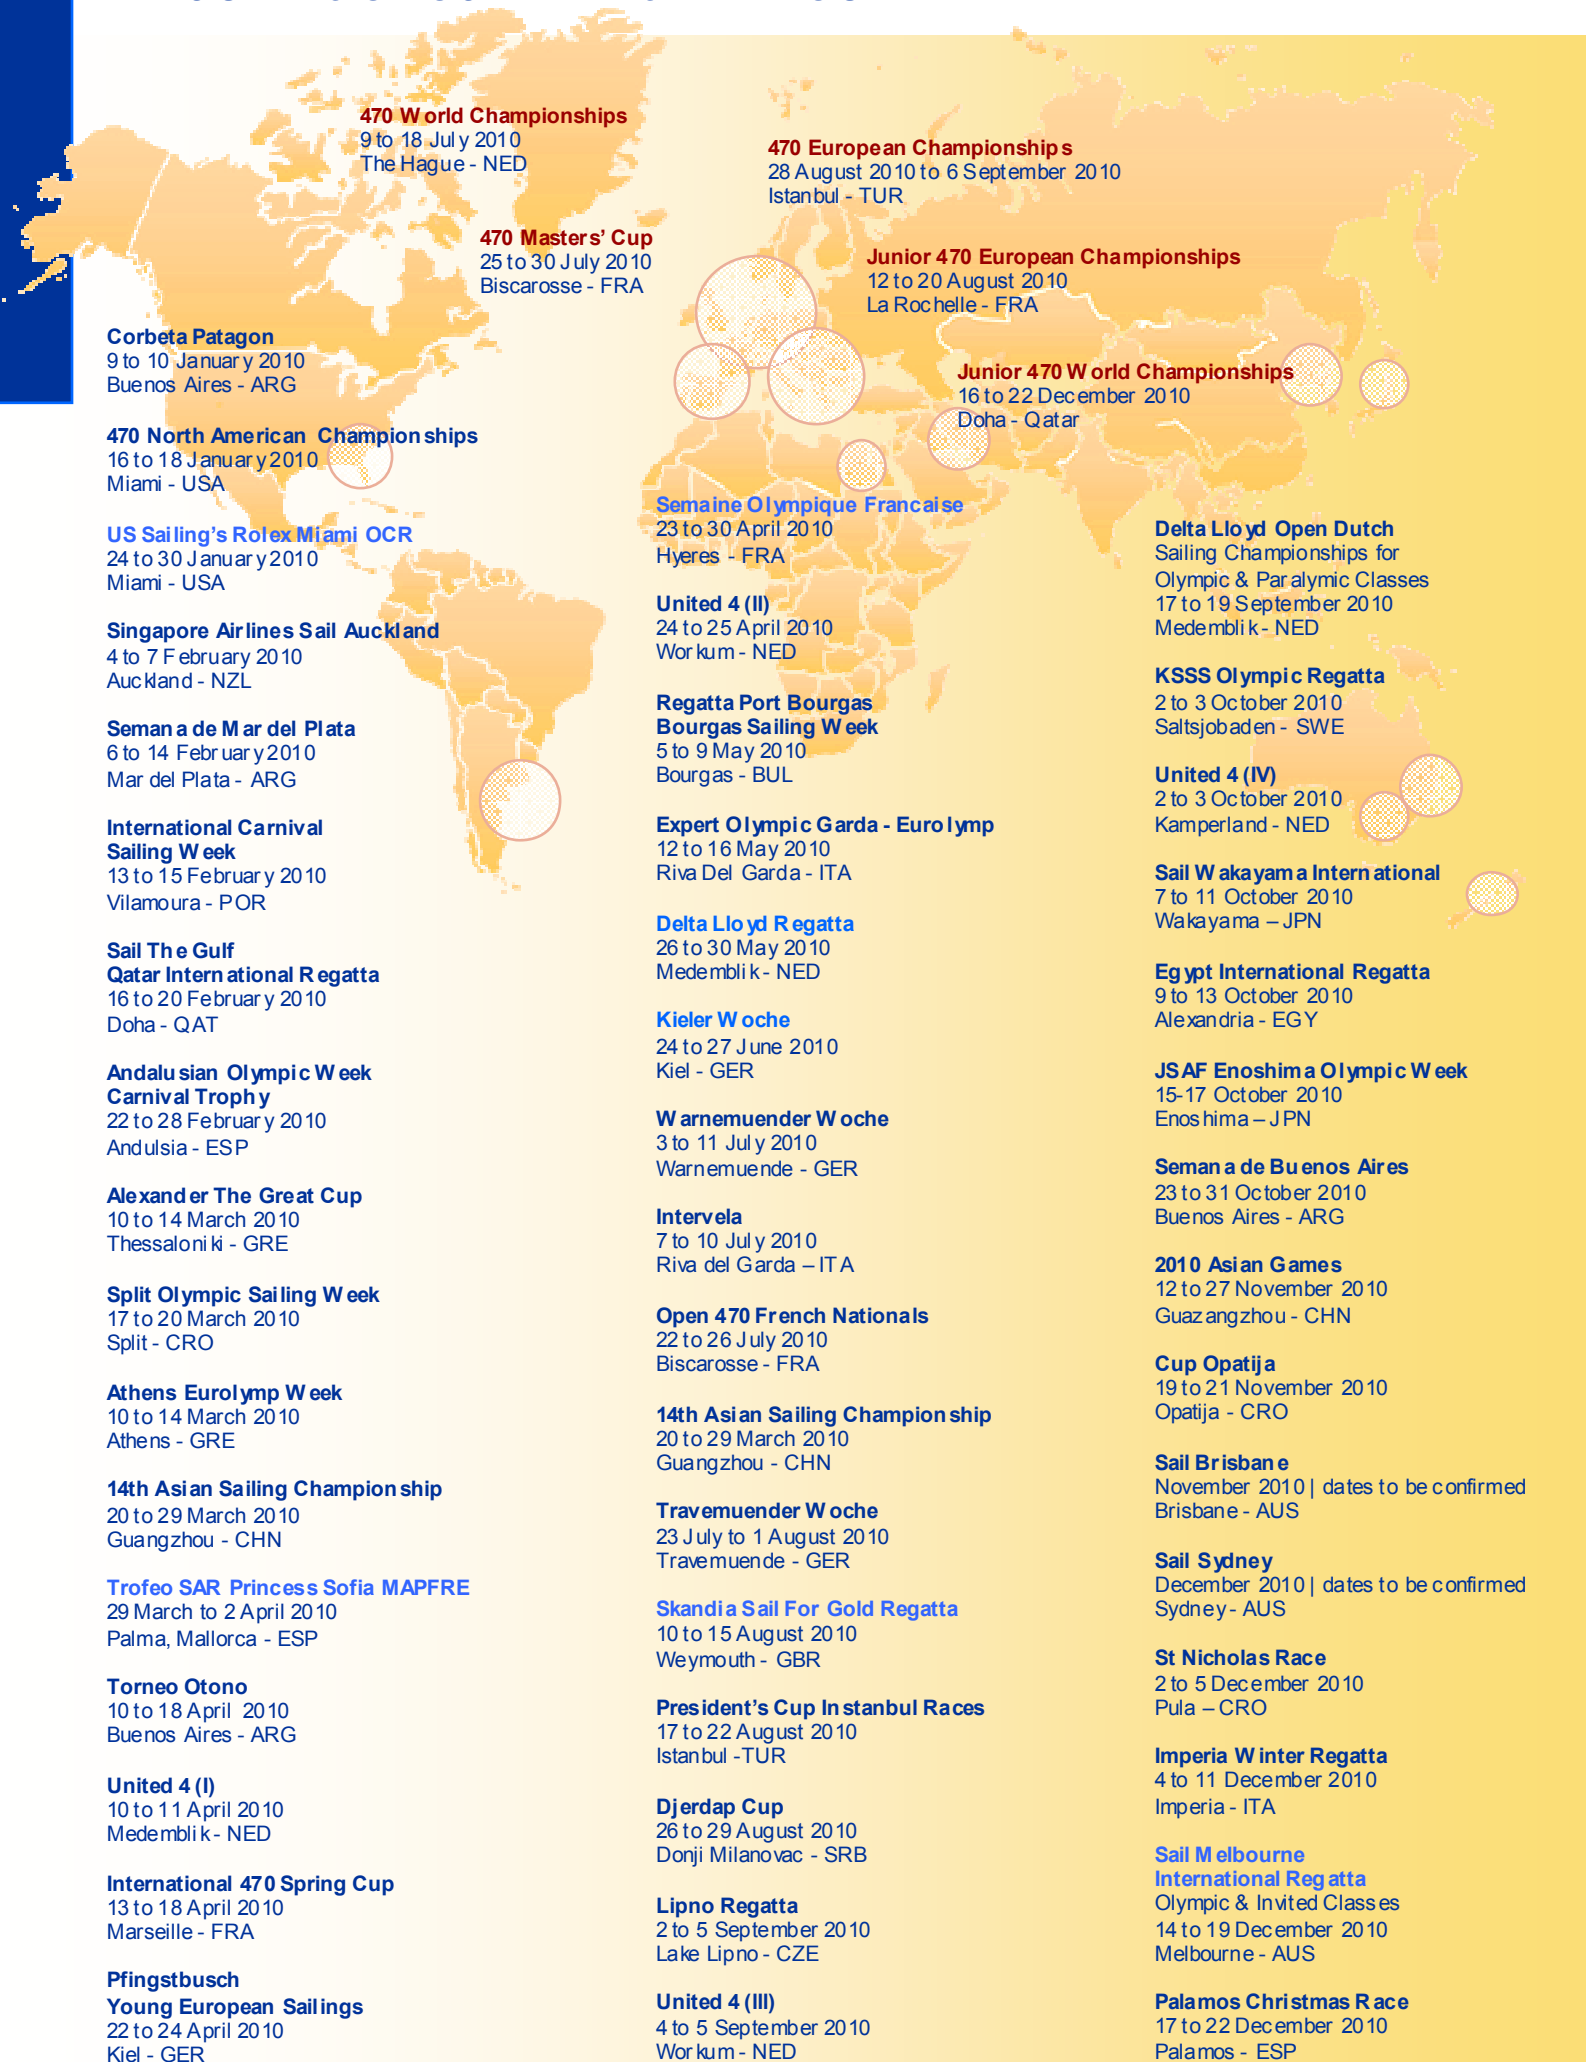 470 World Championships
9 to 18 July 2010
The Hague - NED
470 European Championships
28 August 2010 to 6 September 2010
Istanbul - TUR
470 Masters' Cup
25 to 30 July 2010
Biscarosse - FRA
Junior 470 European Championships
12 to 20 August 2010
La Rochelle - FRA
Junior 470 World Championships
16 to 22 December 2010
Doha - Qatar
Corbeta Patagon
9 to 10 January 2010
Buenos Aires - ARG
470 North American Championships
16 to 18 January 2010
Miami - USA
US Sailing's Rolex Miami OCR
24 to 30 January 2010
Miami - USA
Singapore Airlines Sail Auckland
4 to 7 February 2010
Auckland - NZL
Semana de Mar del Plata
6 to 14 February 2010
Mar del Plata - ARG
International Carnival
Sailing Week
13 to 15 February 2010
Vilamoura - POR
Sail The Gulf
Qatar International Regatta
16 to 20 February 2010
Doha - QAT
Andalusian Olympic Week
Carnival Trophy
22 to 28 February 2010
Andulsia - ESP
Alexander The Great Cup
10 to 14 March 2010
Thessaloniki - GRE
Split Olympic Sailing Week
17 to 20 March 2010
Split - CRO
Athens Eurolymp Week
10 to 14 March 2010
Athens - GRE
14th Asian Sailing Championship
20 to 29 March 2010
Guangzhou - CHN
Trofeo SAR Princess Sofia MAPFRE
29 March to 2 April 2010
Palma, Mallorca - ESP
Torneo Otono
10 to 18 April 2010
Buenos Aires - ARG
United 4 (I)
10 to 11 April 2010
Medemblik - NED
International 470 Spring Cup
13 to 18 April 2010
Marseille - FRA
Pfingstbusch
Young European Sailings
22 to 24 April 2010
Kiel - GER
Semaine Olympique Francaise
23 to 30 April 2010
Hyeres - FRA
United 4 (II)
24 to 25 April 2010
Workum - NED
Regatta Port Bourgas
Bourgas Sailing Week
5 to 9 May 2010
Bourgas - BUL
Expert Olympic Garda - Eurolymp
12 to 16 May 2010
Riva Del Garda - ITA
Delta Lloyd Regatta
26 to 30 May 2010
Medemblik - NED
Kieler Woche
24 to 27 June 2010
Kiel - GER
Warnemuender Woche
3 to 11 July 2010
Warnemuende - GER
Intervela
7 to 10 July 2010
Riva del Garda – ITA
Open 470 French Nationals
22 to 26 July 2010
Biscarosse - FRA
14th Asian Sailing Championship
20 to 29 March 2010
Guangzhou - CHN
Travemuender Woche
23 July to 1 August 2010
Travemuende - GER
Skandia Sail For Gold Regatta
10 to 15 August 2010
Weymouth - GBR
President's Cup Instanbul Races
17 to 22 August 2010
Istanbul -TUR
Djerdap Cup
26 to 29 August 2010
Donji Milanovac - SRB
Lipno Regatta
2 to 5 September 2010
Lake Lipno - CZE
United 4 (III)
4 to 5 September 2010
Workum - NED
Delta Lloyd Open Dutch
Sailing Championships for
Olympic & Paralymic Classes
17 to 19 September 2010
Medemblik - NED
KSSS Olympic Regatta
2 to 3 October 2010
Saltsjobaden - SWE
United 4 (IV)
2 to 3 October 2010
Kamperland - NED
Sail Wakayama International
7 to 11 October 2010
Wakayama – JPN
Egypt International Regatta
9 to 13 October 2010
Alexandria - EGY
JSAF Enoshima Olympic Week
15-17 October 2010
Enoshima – JPN
Semana de Buenos Aires
23 to 31 October 2010
Buenos Aires - ARG
2010 Asian Games
12 to 27 November 2010
Guazangzhou - CHN
Cup Opatija
19 to 21 November 2010
Opatija - CRO
Sail Brisbane
November 2010 | dates to be confirmed
Brisbane - AUS
Sail Sydney
December 2010 | dates to be confirmed
Sydney - AUS
St Nicholas Race
2 to 5 December 2010
Pula – CRO
Imperia Winter Regatta
4 to 11 December 2010
Imperia - ITA
Sail Melbourne
International Regatta
Olympic & Invited Classes
14 to 19 December 2010
Melbourne - AUS
Palamos Christmas Race
17 to 22 December 2010
Palamos - ESP